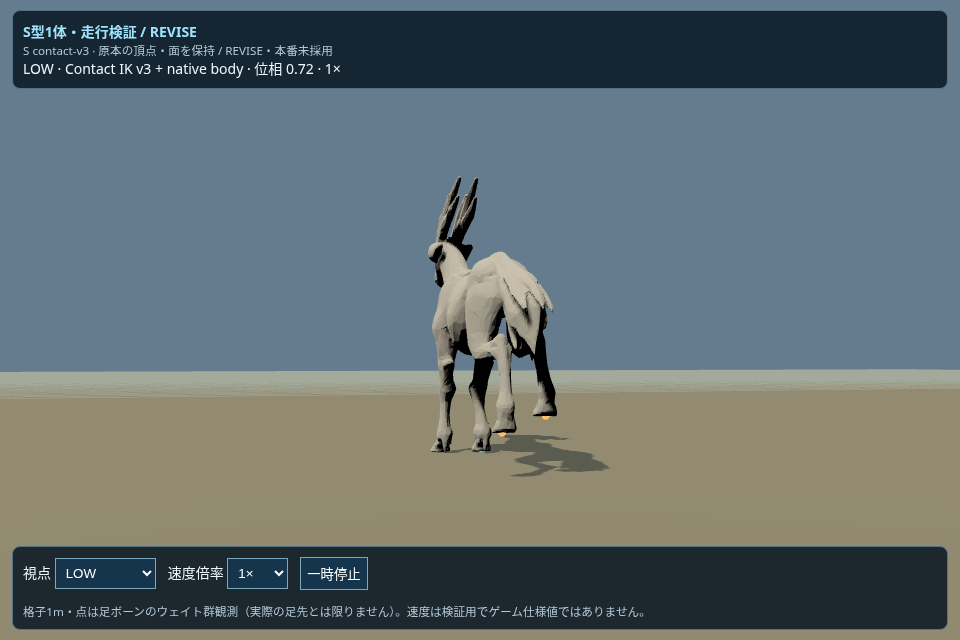 S型1体・走行検証 / REVISE
S contact-v3 · 原本の頂点・面を保持 / REVISE・本番未採用
LOW · Contact IK v3 + native body · 位相 0.72 · 1×
視点 LOW 速度倍率 1× 一時停止
格子1m・点は足ボーンのウェイト群観測（実際の足先とは限りません）。速度は検証用でゲーム仕様値ではありません。